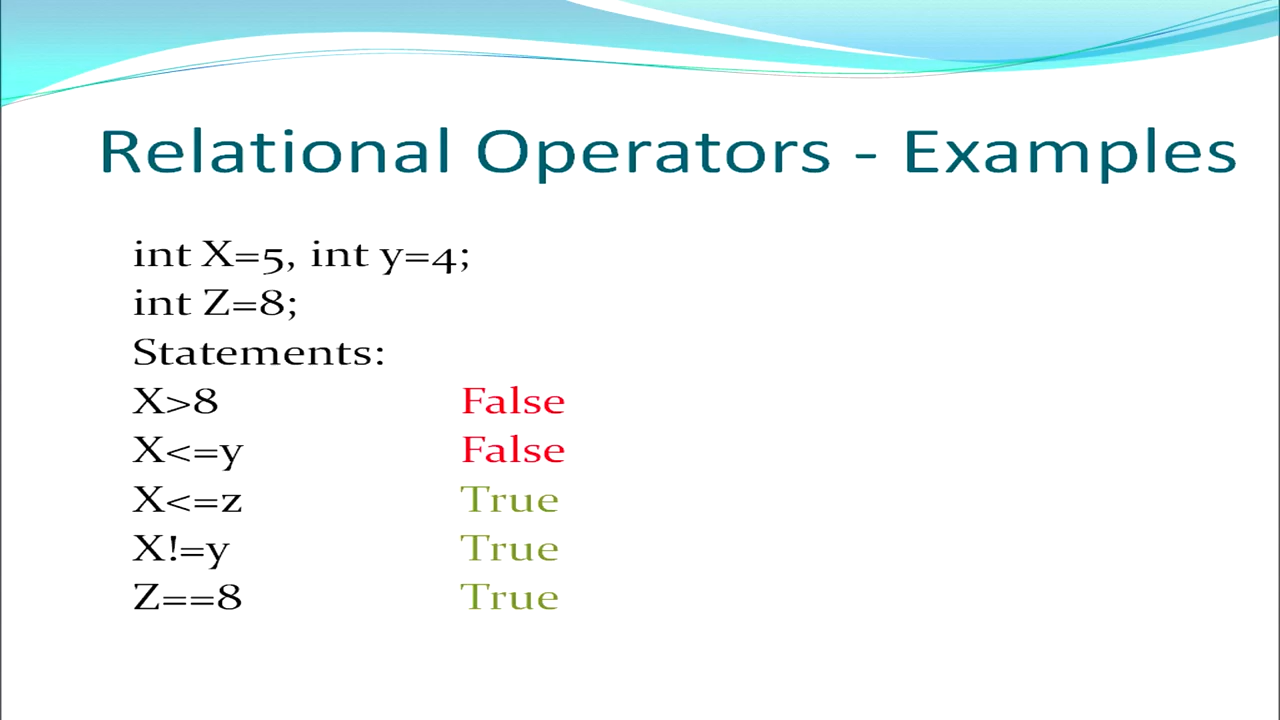 Relational Operators - Examples
int X=5, int y=4;
int Z=8;
Statements:
X>8 False
X<=y False
X<=z True
X!=y True
Z==8 True